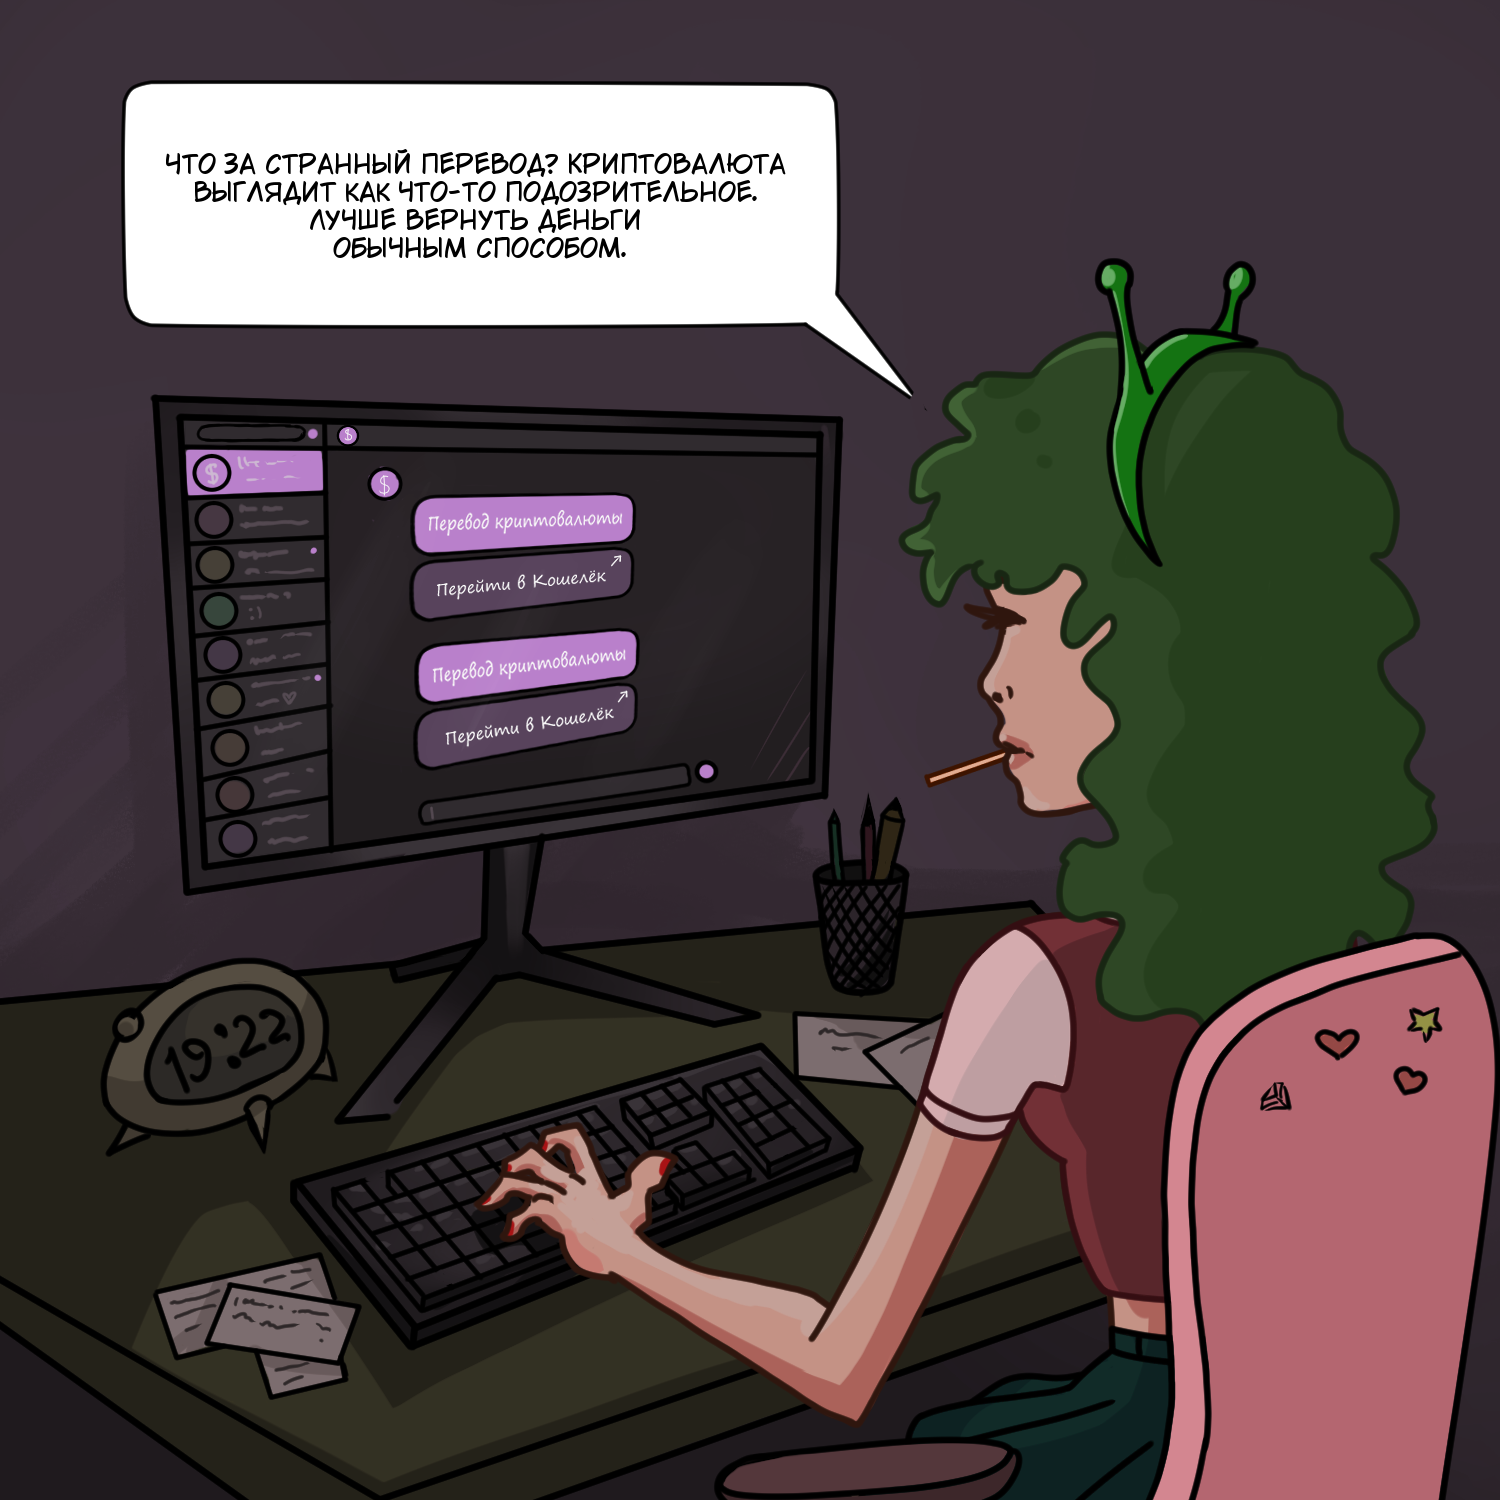 ЧТО ЗА СТРАННЫЙ ПЕРЕВОД? КРИПТОВАЛЮТА
ВЫГЛЯДИТ КАК ЧТО-ТО ПОДОЗРИТЕЛЬНОЕ.
ЛУЧШЕ ВЕРНУТЬ ДЕНЬГИ
ОБЫЧНЫМ СПОСОБОМ.
$
$
$
Перевод криптовалюты
Перейти в Кошелёк
Перевод криптовалюты
Перейти в Кошелёк
:)
19:22